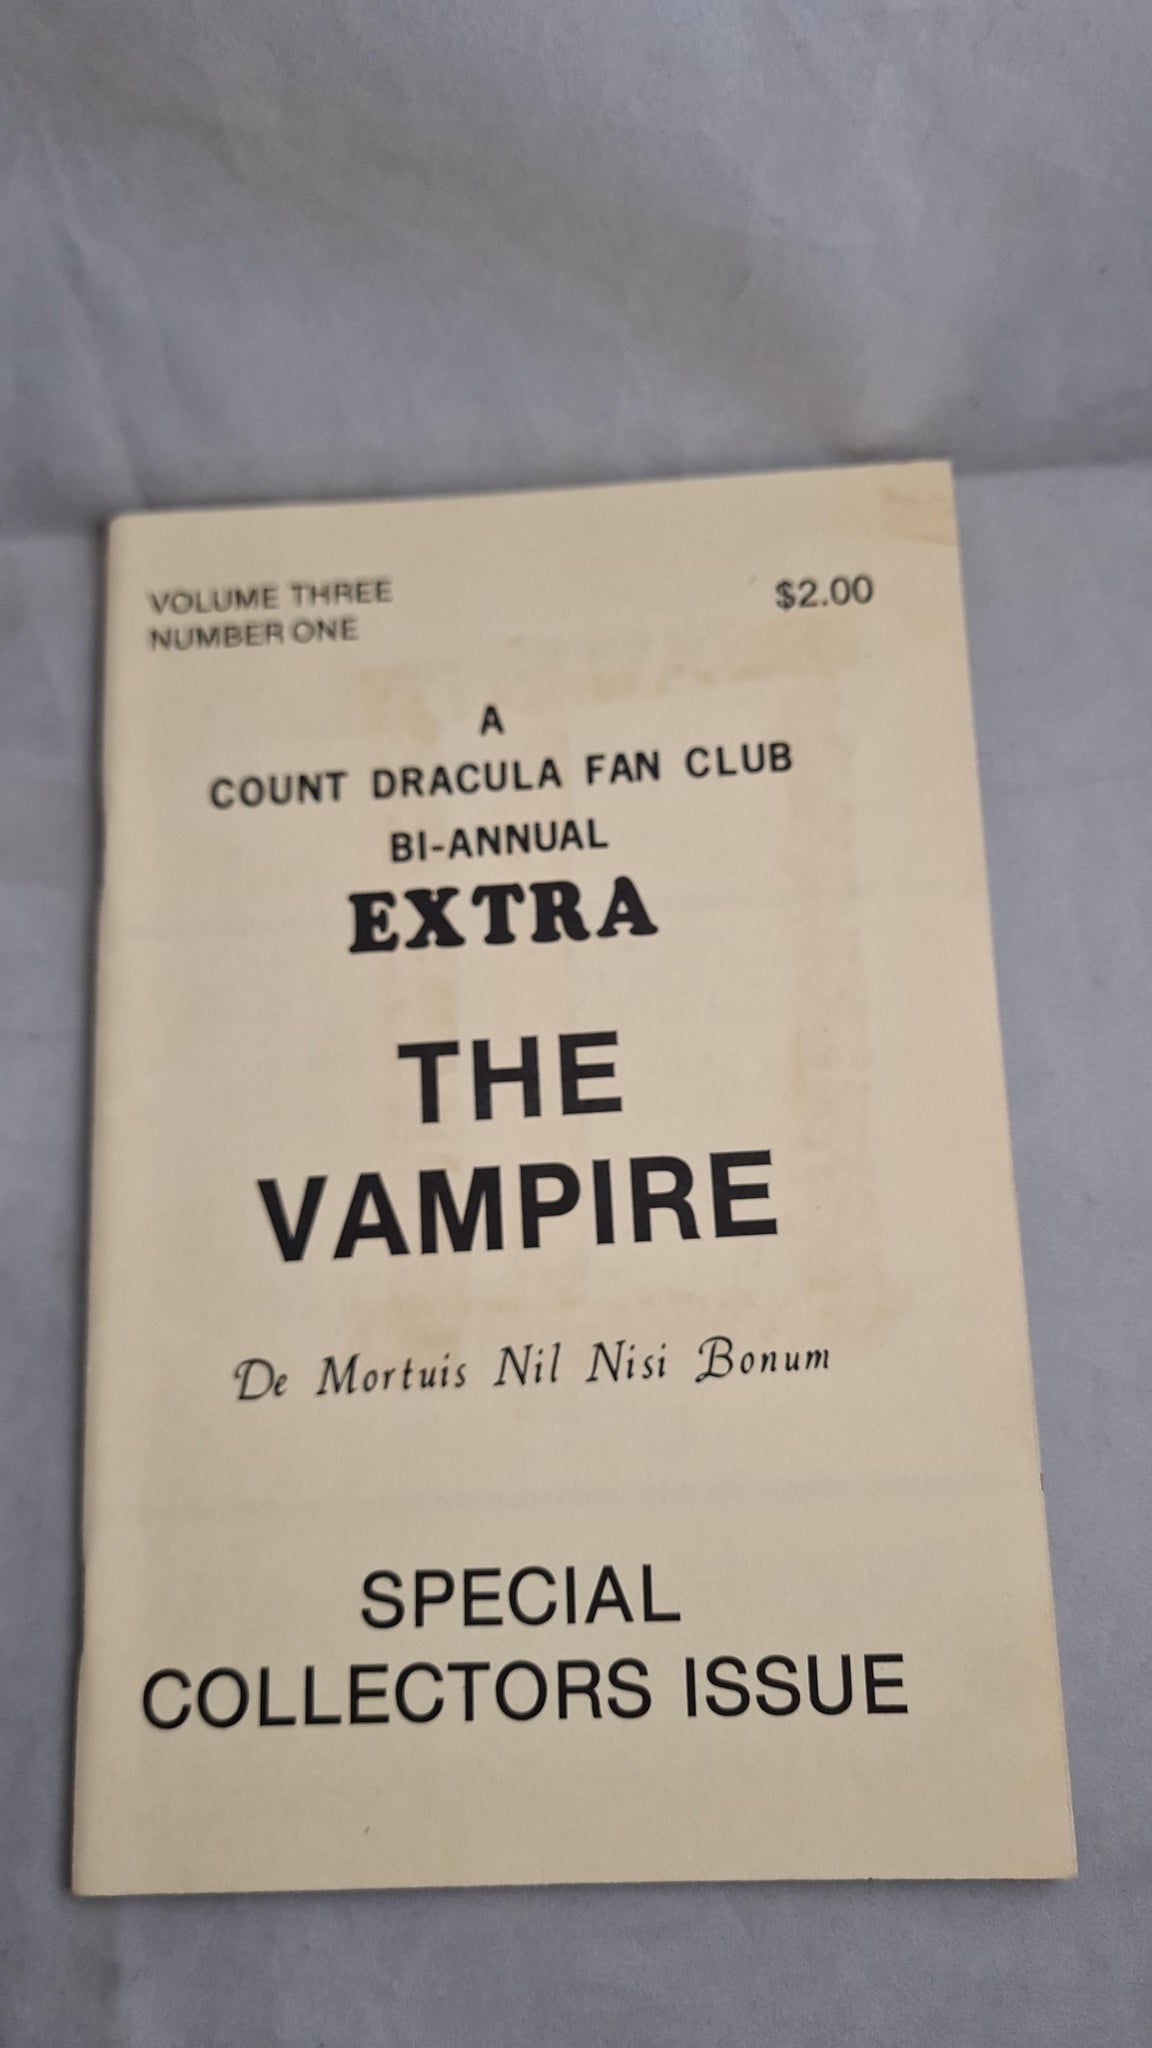 VOLUME THREE
NUMBER ONE
$2.00
A
COUNT DRACULA FAN CLUB
BI-ANNUAL
EXTRA
THE
VAMPIRE
De Mortuis Nil Nisi Bonum
SPECIAL
COLLECTORS ISSUE